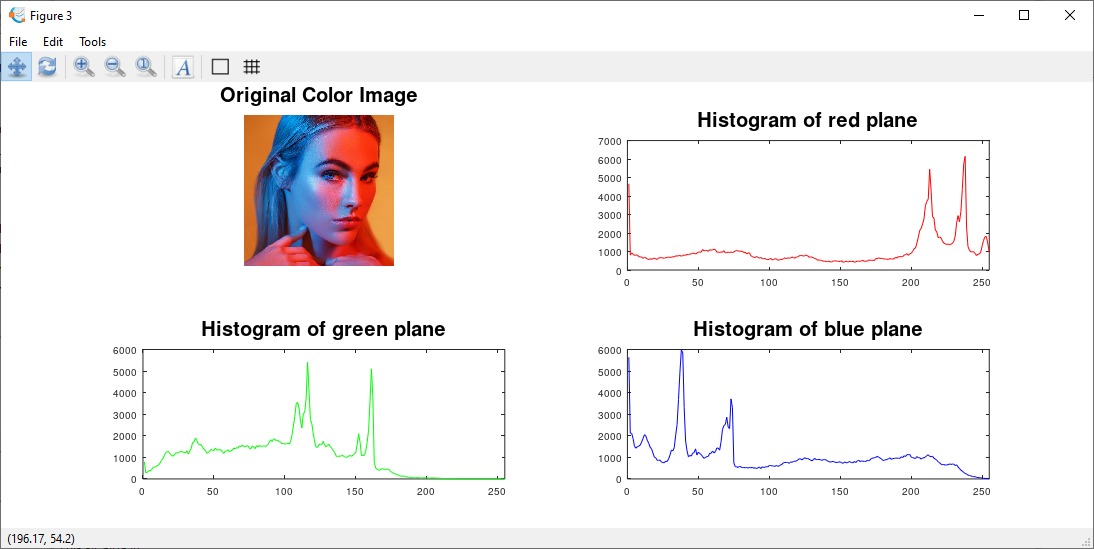 Figure 3
File Edit Tools
A
Original Color Image
Histogram of red plane
7000
6000
5000
4000
3000
2000
1000
0
0 50 100 150 200 250
Histogram of green plane
6000
5000
4000
3000
2000
1000
0
0 50 100 150 200 250
Histogram of blue plane
6000
5000
4000
3000
2000
1000
0
0 50 100 150 200 250
(196.17, 54.2)